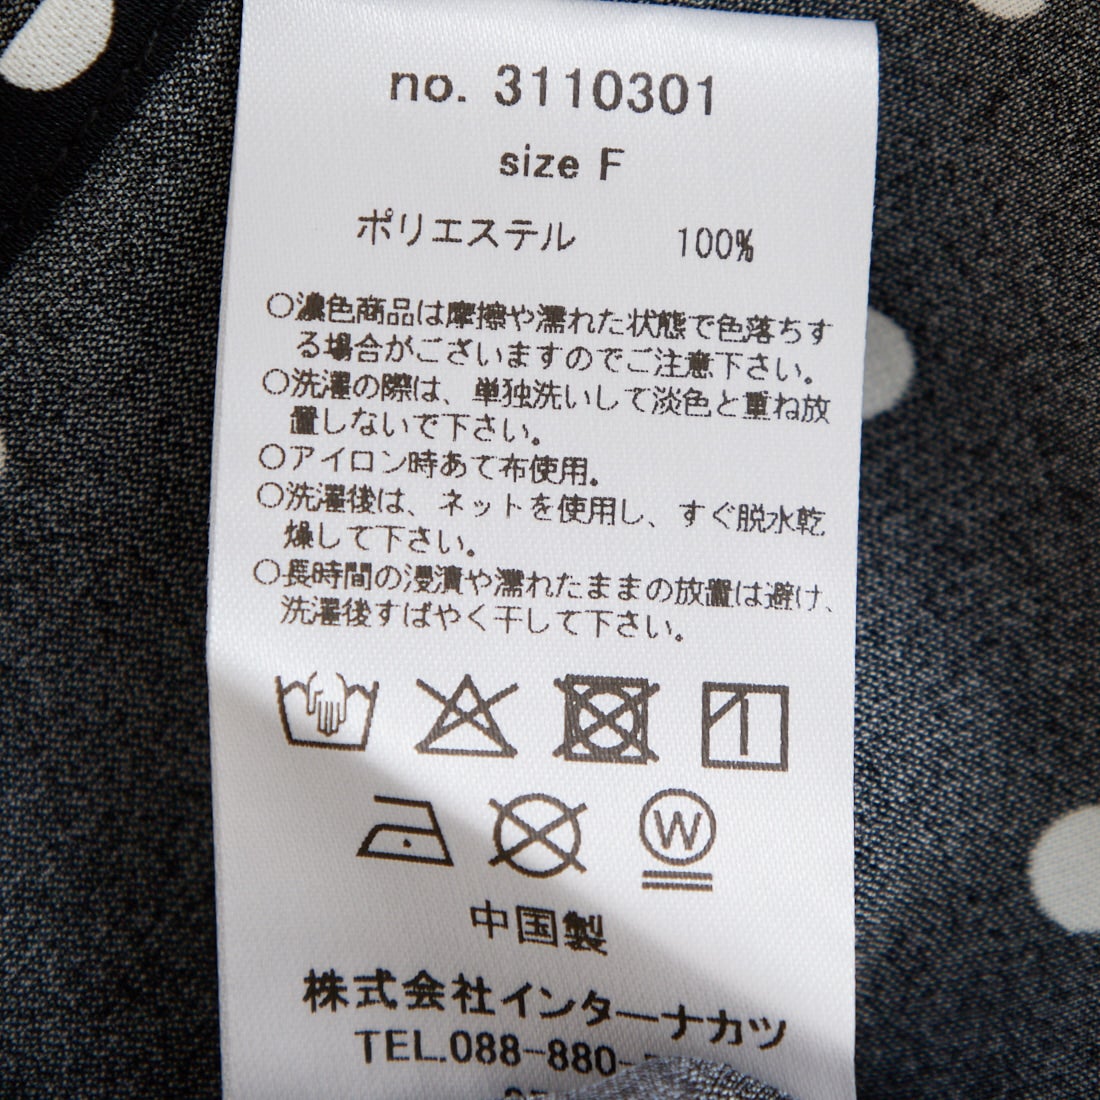 no. 3110301
size F
ポリエステル 100%
○濃色商品は摩擦や濡れた状態で色落ちす
る場合がございますのでご注意下さい。
○洗濯の際は、単独洗いして淡色と重ね放
置しないで下さい。
○アイロン時あて布使用。
○洗濯後は、ネットを使用し、すぐ脱水乾
燥して下さい。
○長時間の浸漬や濡れたままの放置は避け、
洗濯後すばやく干して下さい。
W
中国製
株式会社インターナカツ
TEL.088-880-